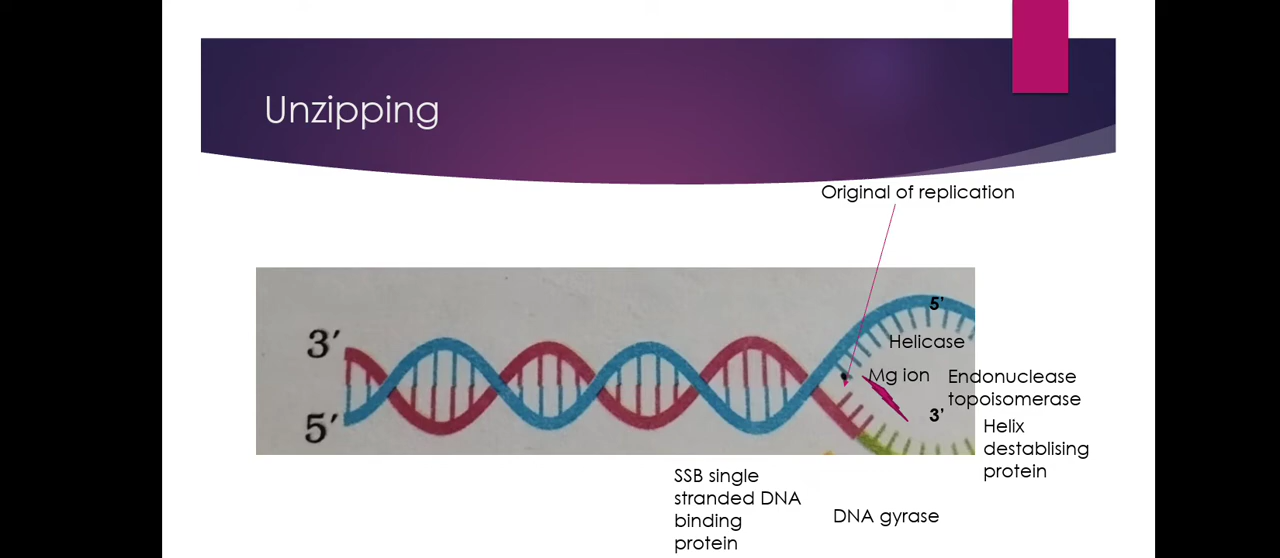 Unzipping
Original of replication
3′
5'
Helicase
Mg ion
Endonuclease
topoisomerase
5′
3'
Helix
destablising
protein
SSB single
stranded DNA
binding
protein
DNA gyrase